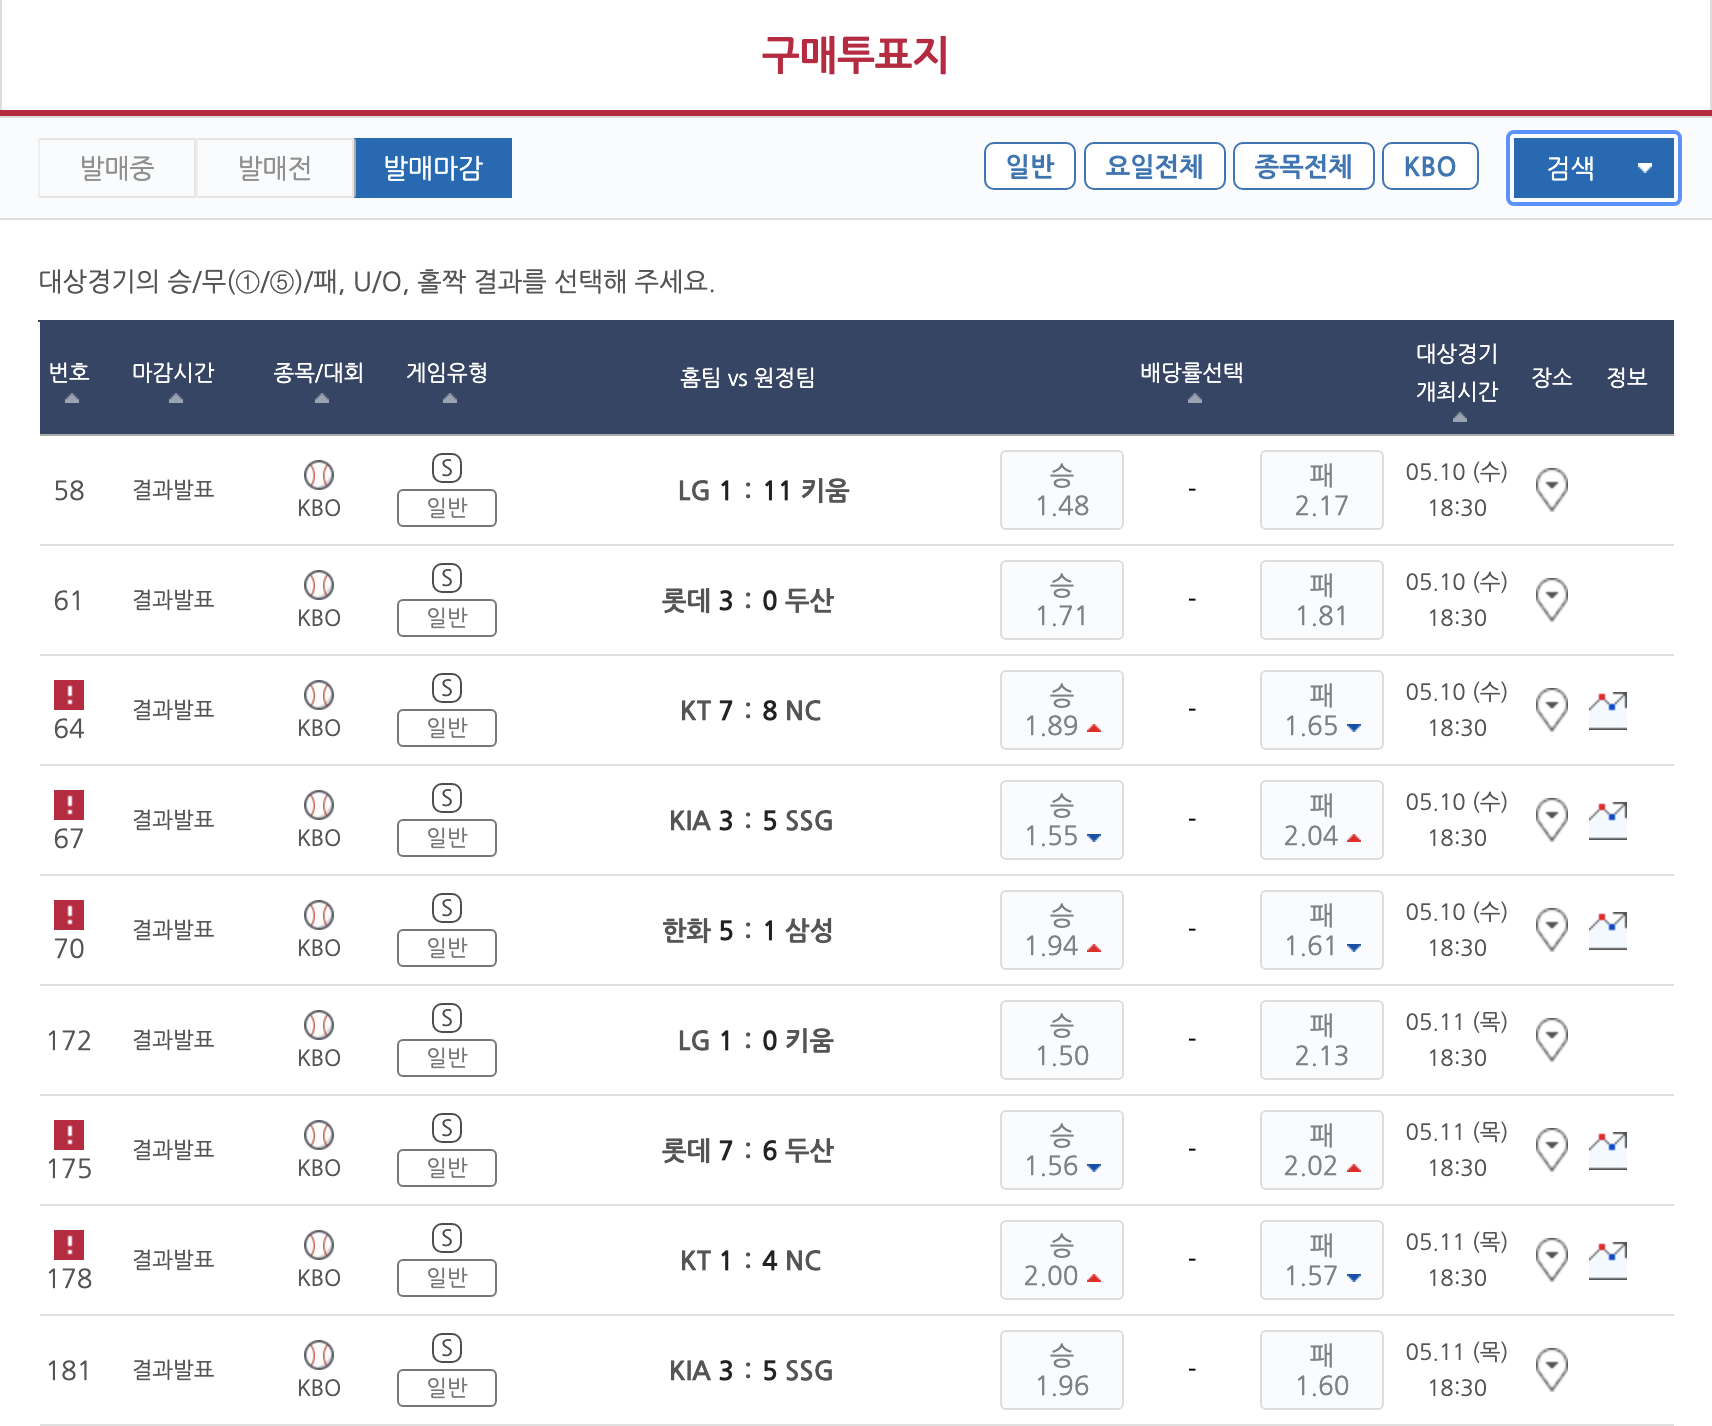 구매투표지
발매중 발매전 발매마감 일반 요일전체 종목전체 KBO 검색
대상경기의 승/무(①/⑤)/패, U/O, 홀짝 결과를 선택해 주세요.
번호 마감시간 종목/대회 게임유형 홈팀 vs 원정팀 배당률선택 대상경기 개최시간 장소 정보
58 결과발표 KBO S 일반 LG 1 : 11 키움 승 1.48 - 패 2.17 05.10 (수) 18:30
61 결과발표 KBO S 일반 롯데 3 : 0 두산 승 1.71 - 패 1.81 05.10 (수) 18:30
! 64 결과발표 KBO S 일반 KT 7 : 8 NC 승 1.89 - 패 1.65 05.10 (수) 18:30
! 67 결과발표 KBO S 일반 KIA 3 : 5 SSG 승 1.55 - 패 2.04 05.10 (수) 18:30
! 70 결과발표 KBO S 일반 한화 5 : 1 삼성 승 1.94 - 패 1.61 05.10 (수) 18:30
172 결과발표 KBO S 일반 LG 1 : 0 키움 승 1.50 - 패 2.13 05.11 (목) 18:30
! 175 결과발표 KBO S 일반 롯데 7 : 6 두산 승 1.56 - 패 2.02 05.11 (목) 18:30
! 178 결과발표 KBO S 일반 KT 1 : 4 NC 승 2.00 - 패 1.57 05.11 (목) 18:30
181 결과발표 KBO S 일반 KIA 3 : 5 SSG 승 1.96 - 패 1.60 05.11 (목) 18:30